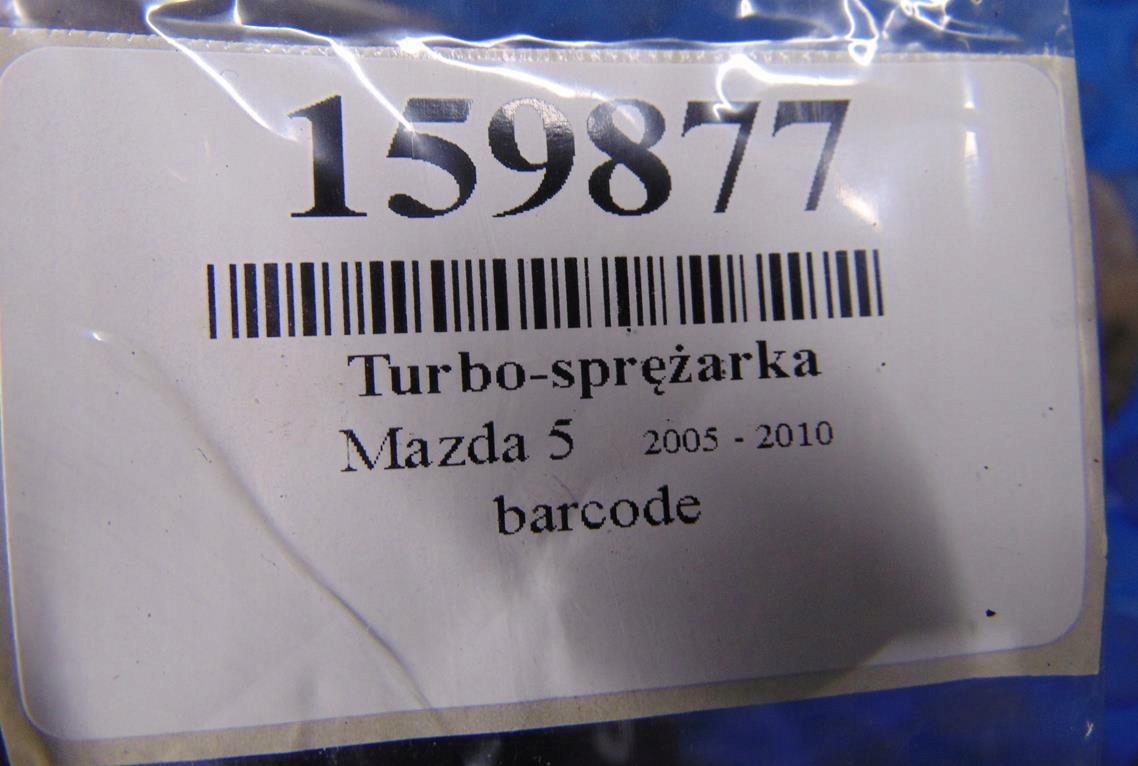 159877
Turbo-sprężarka
Mazda 5 2005 - 2010
barcode